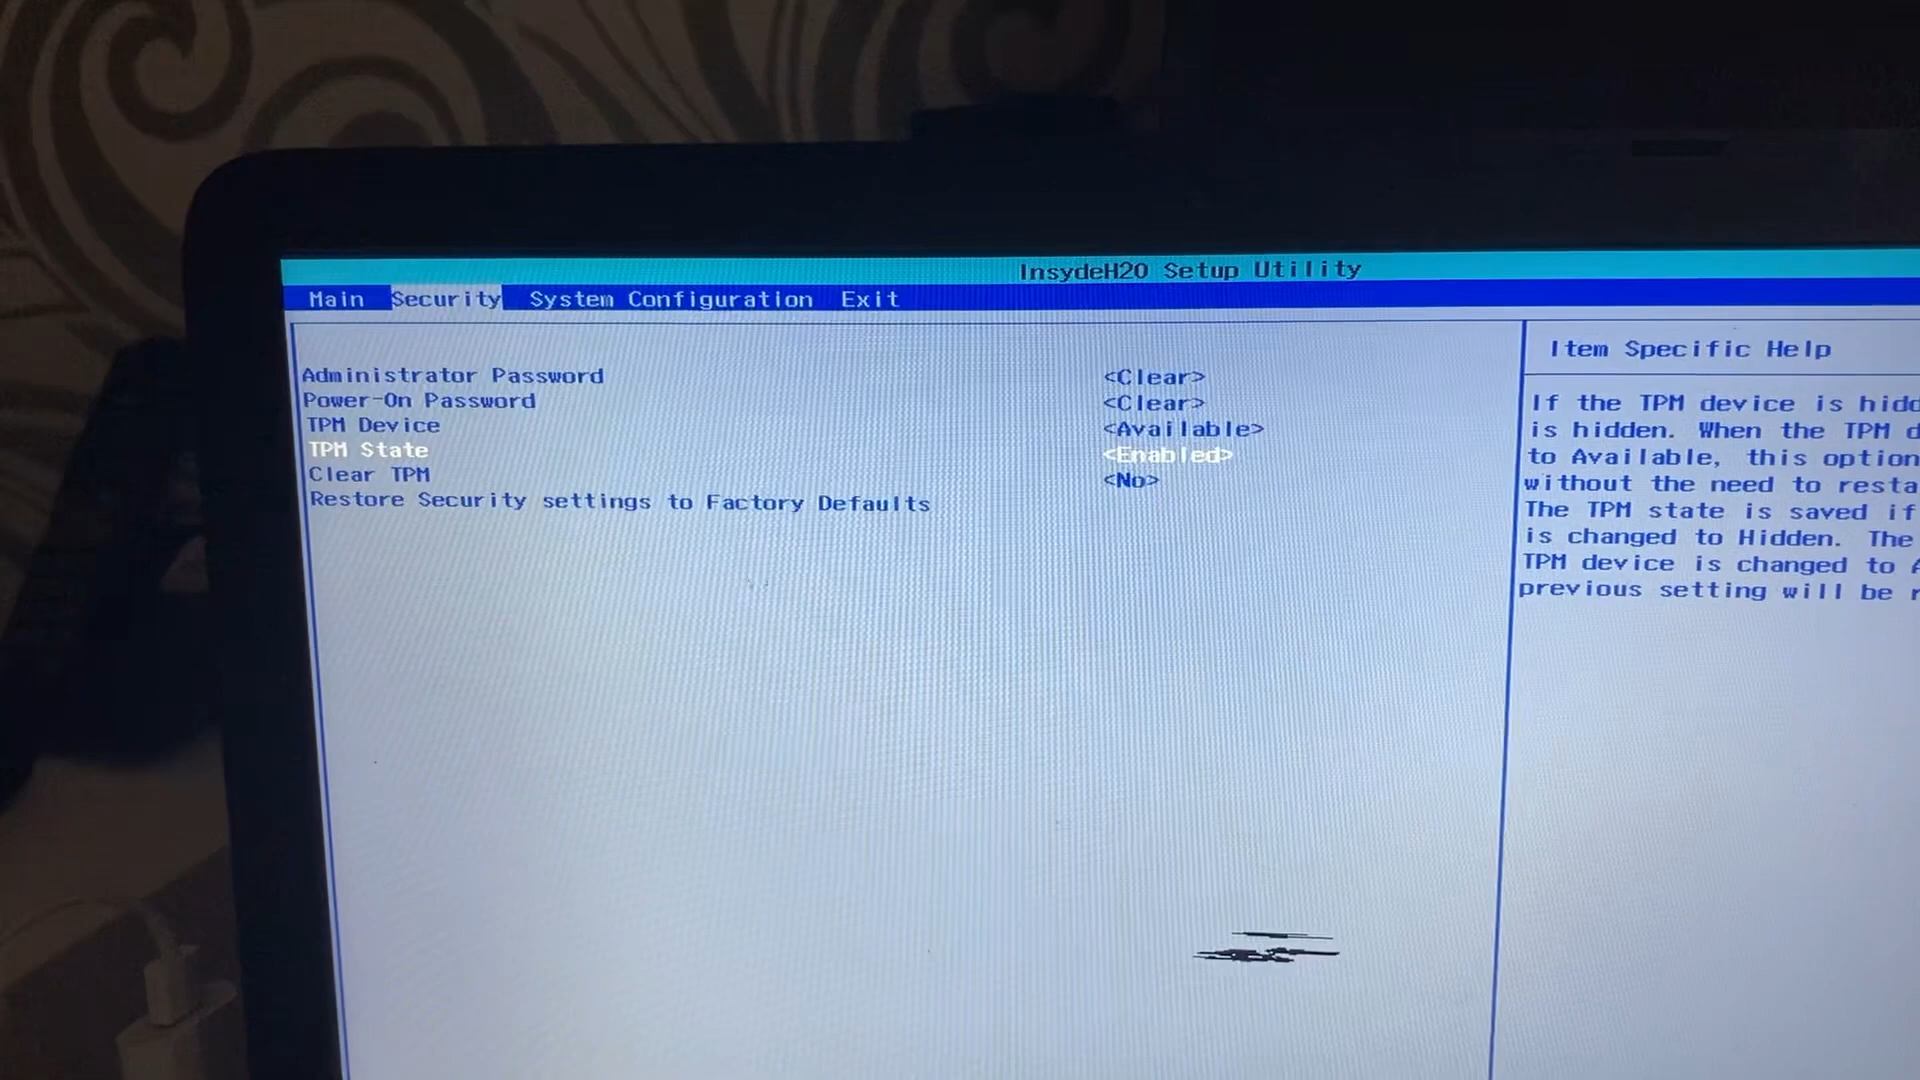 InsydeH20 Setup Utility
Main Security System Configuration Exit
Administrator Password <Clear>
Power-On Password <Clear>
TPM Device <Available>
TPM State <Enabled>
Clear TPM <No>
Restore Security settings to Factory Defaults
Item Specific Help
If the TPM device is hidd
is hidden. When the TPM d
to Available, this option
without the need to resta
The TPM state is saved if
is changed to Hidden. The
TPM device is changed to A
previous setting will be r